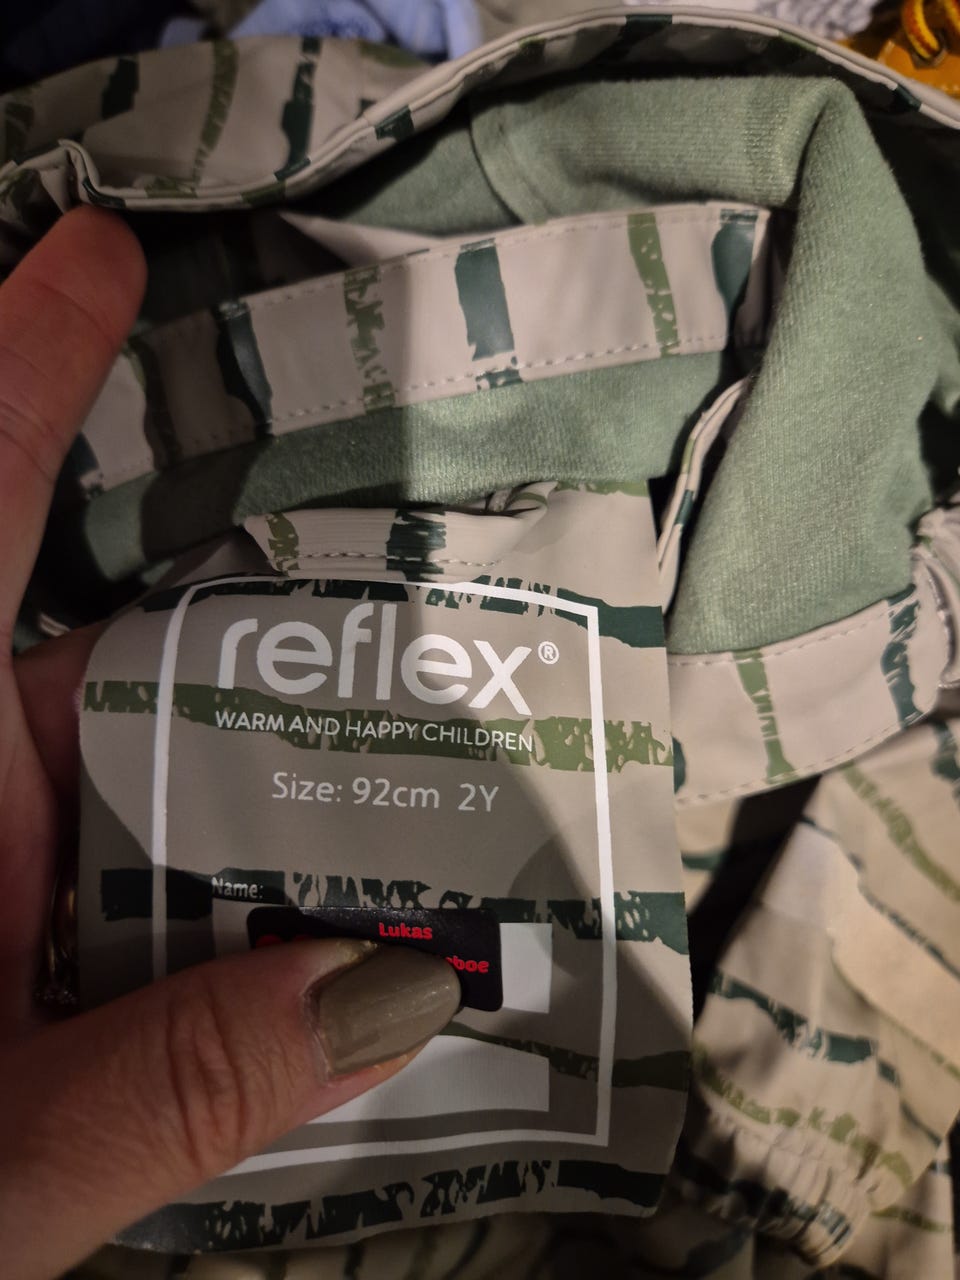 reflex®
WARM AND HAPPY CHILDREN
Size: 92cm 2Y
Name:
Lukas